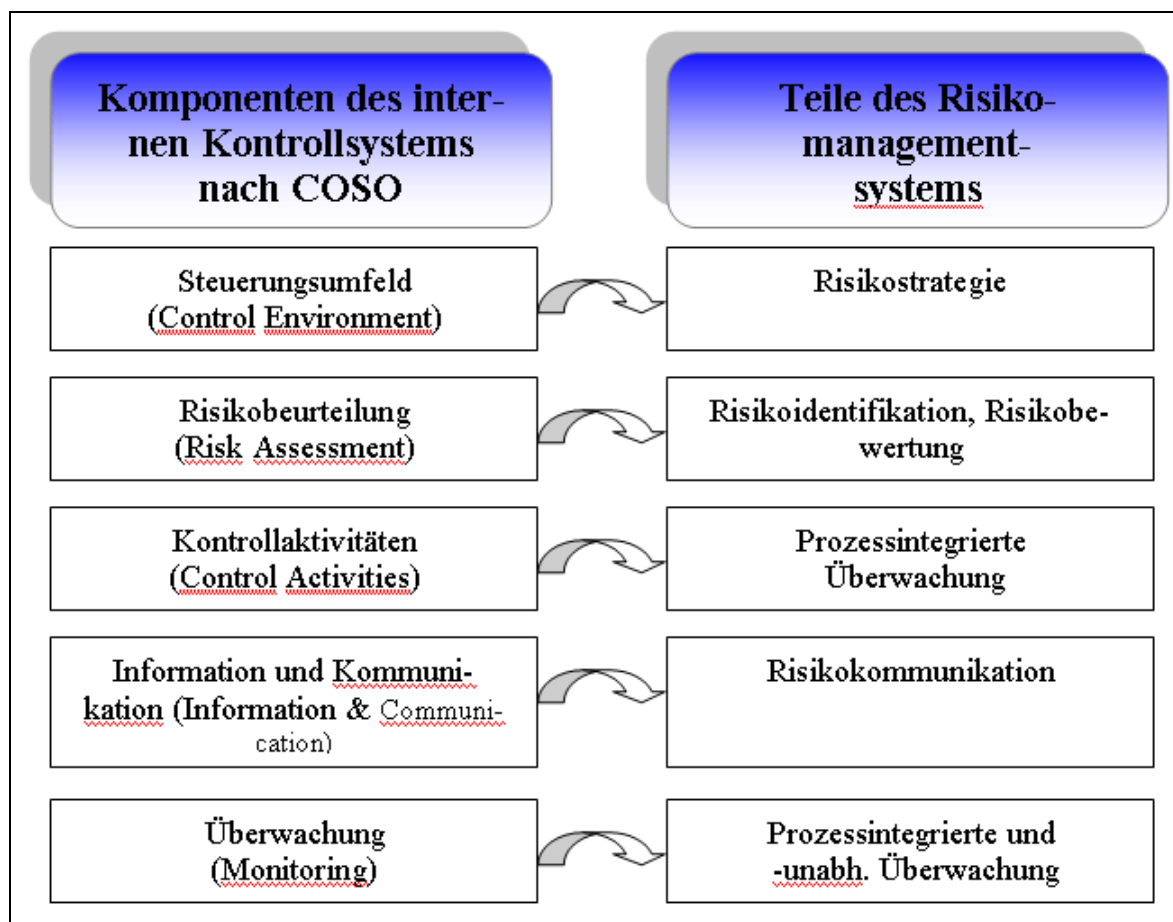 Komponenten des inter-
nen Kontrollsystems
nach COSO
Teile des Risiko-
management-
systems
Steuerungsumfeld
(Control Environment)
Risikostrategie
Risikobeurteilung
(Risk Assessment)
Risikoidentifikation, Risikobe-
wertung
Kontrollaktivitäten
(Control Activities)
Prozessintegrierte
Überwachung
Information und Kommuni-
kation (Information & Communi-
cation)
Risikokommunikation
Überwachung
(Monitoring)
Prozessintegrierte und
-unabh. Überwachung